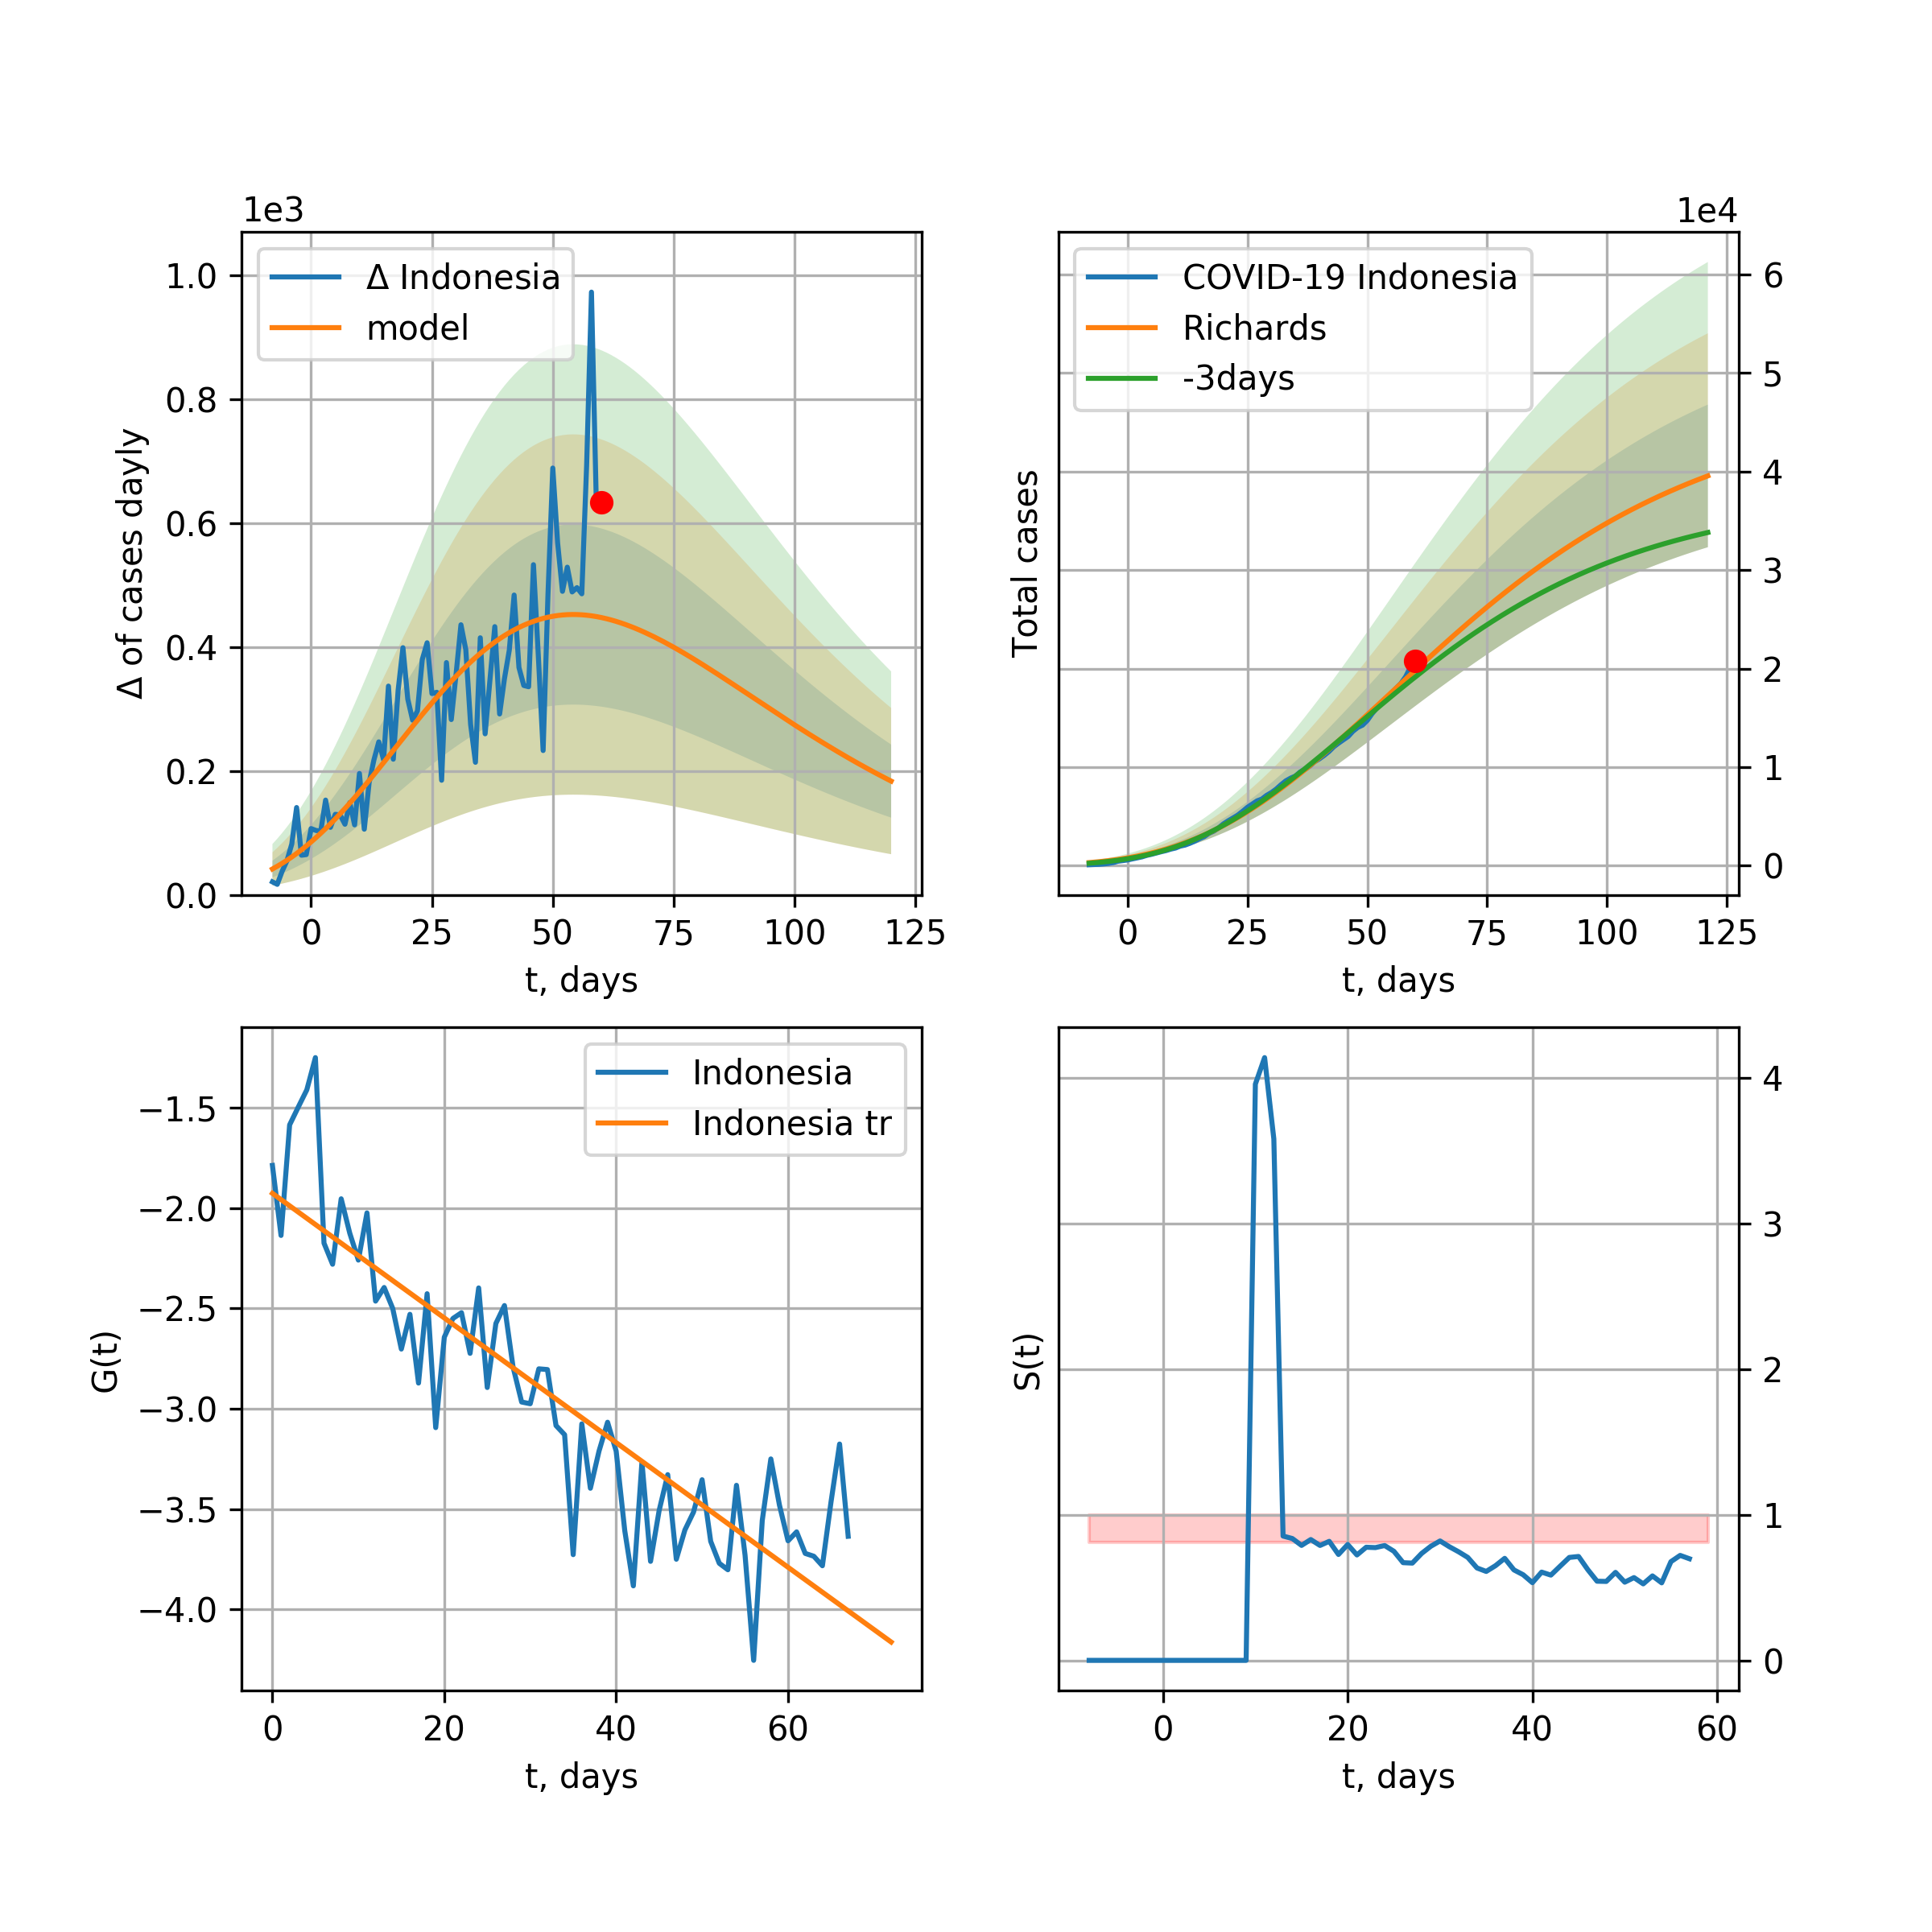 1e3
1.0
0.8
0.6
0.4
0.2
0.0
Δ of cases dayly
Δ Indonesia
model
0 25 50 75 100 125
t, days
1e4
COVID-19 Indonesia
Richards
-3days
Total cases
6
5
4
3
2
1
0
0 25 50 75 100 125
t, days
−1.5
−2.0
−2.5
−3.0
−3.5
−4.0
G(t)
Indonesia
Indonesia tr
0 20 40 60
t, days
S(t)
4
3
2
1
0
0 20 40 60
t, days